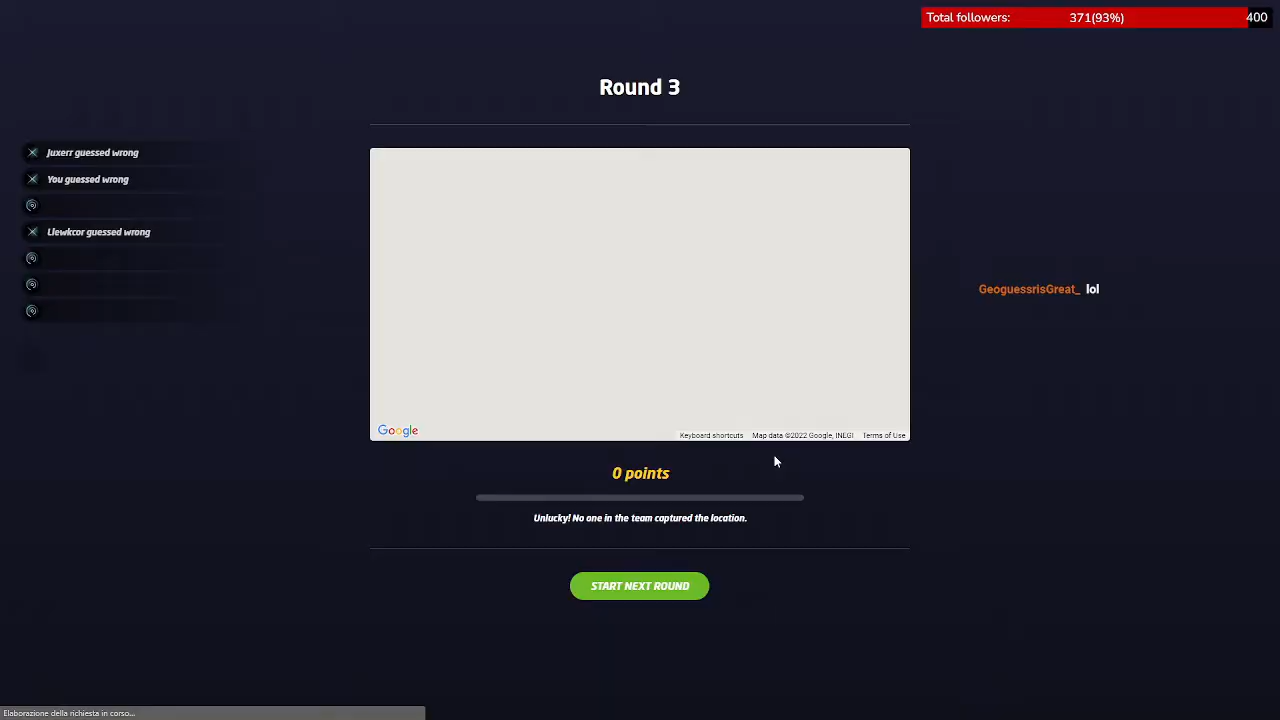 Total followers: 371(93%) 400
Round 3
Juxerr guessed wrong
You guessed wrong
Llewkcor guessed wrong
GeoguessrisGreat_ lol
Google
Keyboard shortcuts Map data ©2022 Google, INEGI Terms of Use
0 points
Unlucky! No one in the team captured the location.
START NEXT ROUND
Elaborazione della richiesta in corso...